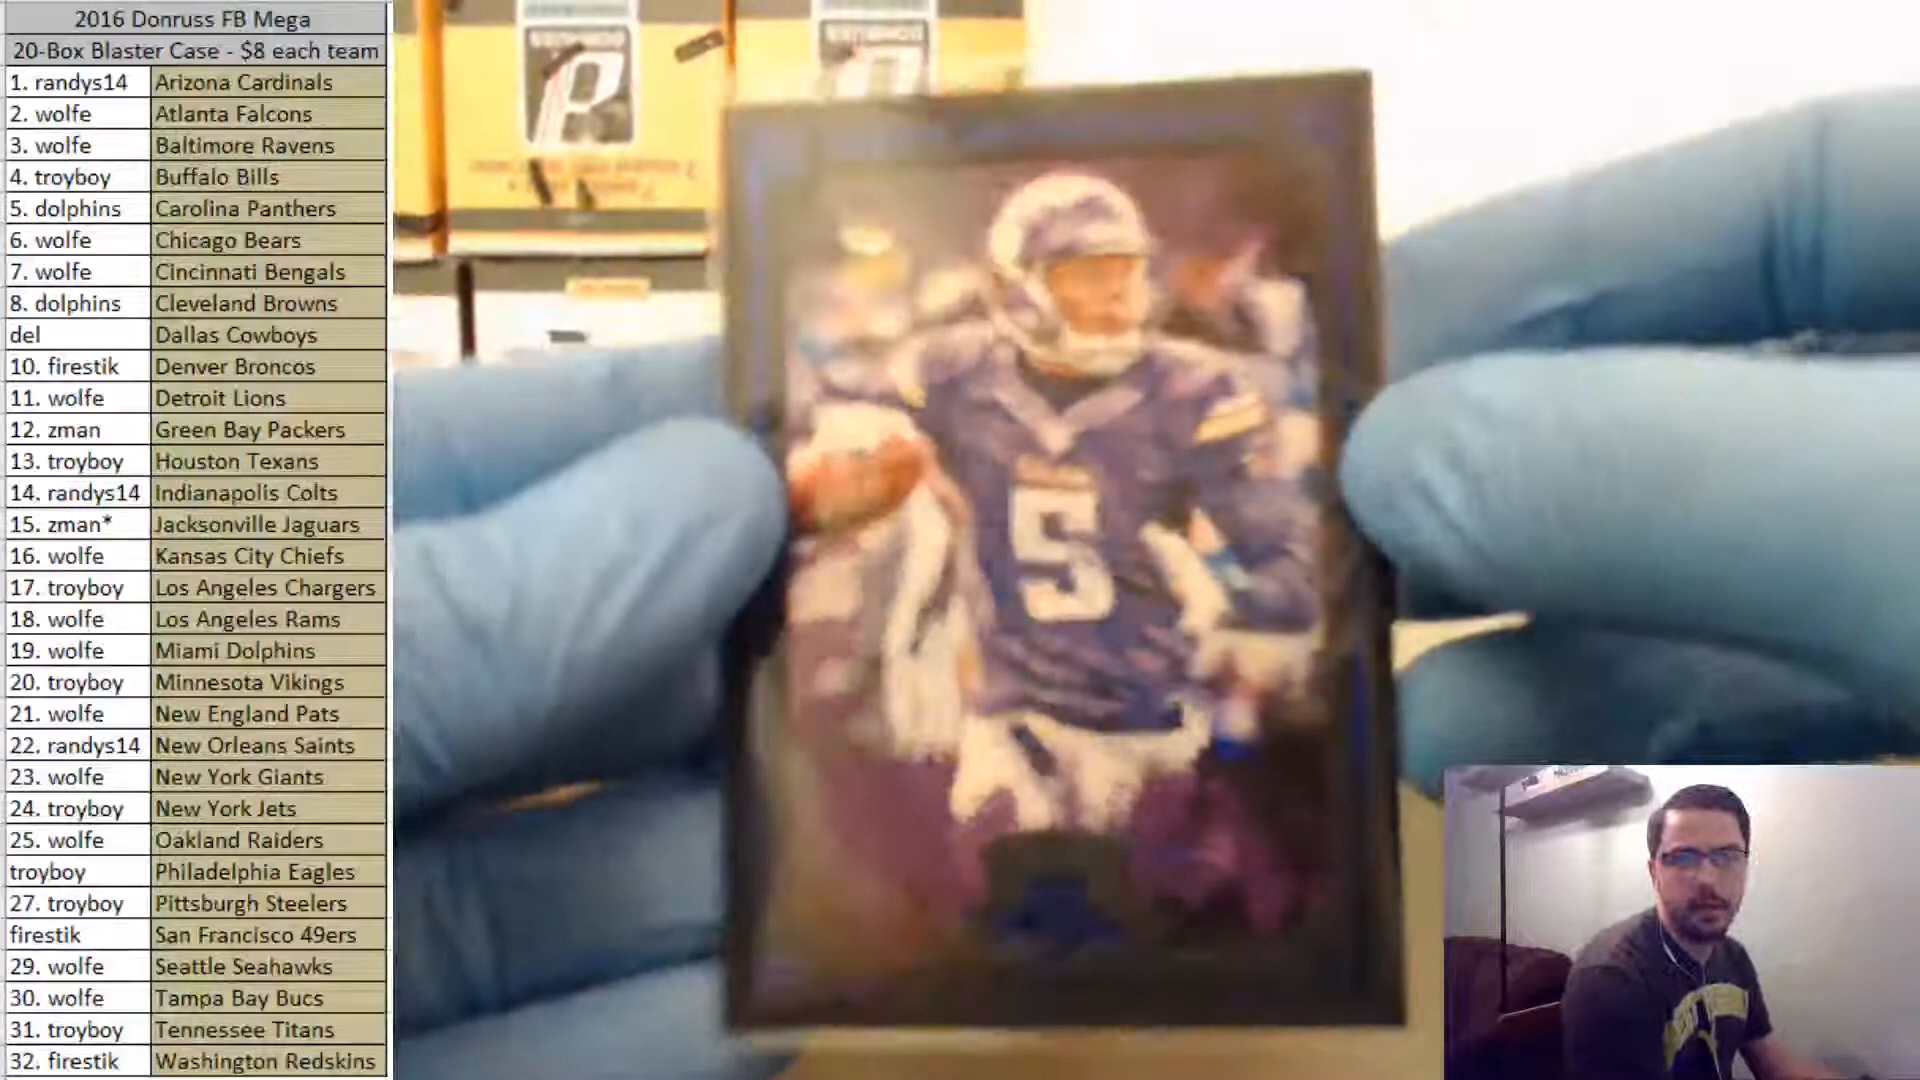 2016 Donruss FB Mega
20-Box Blaster Case - $8 each team
1. randys14 Arizona Cardinals
2. wolfe Atlanta Falcons
3. wolfe Baltimore Ravens
4. troyboy Buffalo Bills
5. dolphins Carolina Panthers
6. wolfe Chicago Bears
7. wolfe Cincinnati Bengals
8. dolphins Cleveland Browns
del Dallas Cowboys
10. firestik Denver Broncos
11. wolfe Detroit Lions
12. zman Green Bay Packers
13. troyboy Houston Texans
14. randys14 Indianapolis Colts
15. zman* Jacksonville Jaguars
16. wolfe Kansas City Chiefs
17. troyboy Los Angeles Chargers
18. wolfe Los Angeles Rams
19. wolfe Miami Dolphins
20. troyboy Minnesota Vikings
21. wolfe New England Pats
22. randys14 New Orleans Saints
23. wolfe New York Giants
24. troyboy New York Jets
25. wolfe Oakland Raiders
troyboy Philadelphia Eagles
27. troyboy Pittsburgh Steelers
firestik San Francisco 49ers
29. wolfe Seattle Seahawks
30. wolfe Tampa Bay Bucs
31. troyboy Tennessee Titans
32. firestik Washington Redskins
5